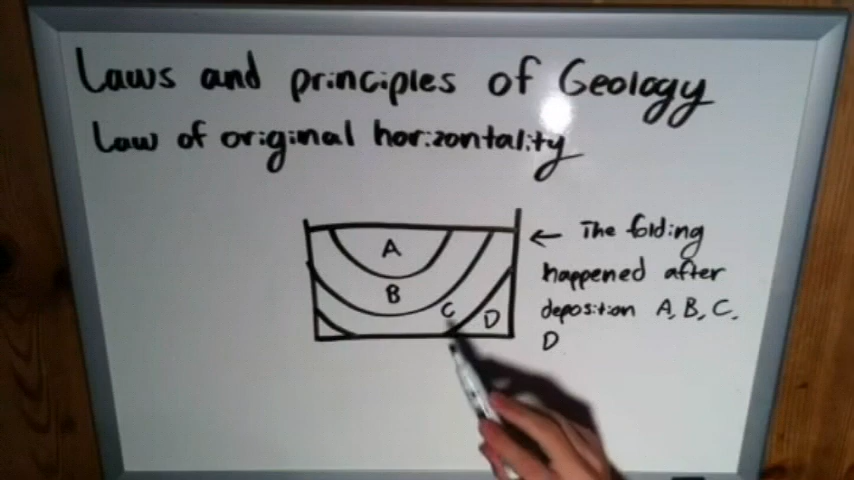 Laws and principles of Geology
Law of original horizontality
A
B
C
D
← The folding
happened after
deposition A, B, C,
D